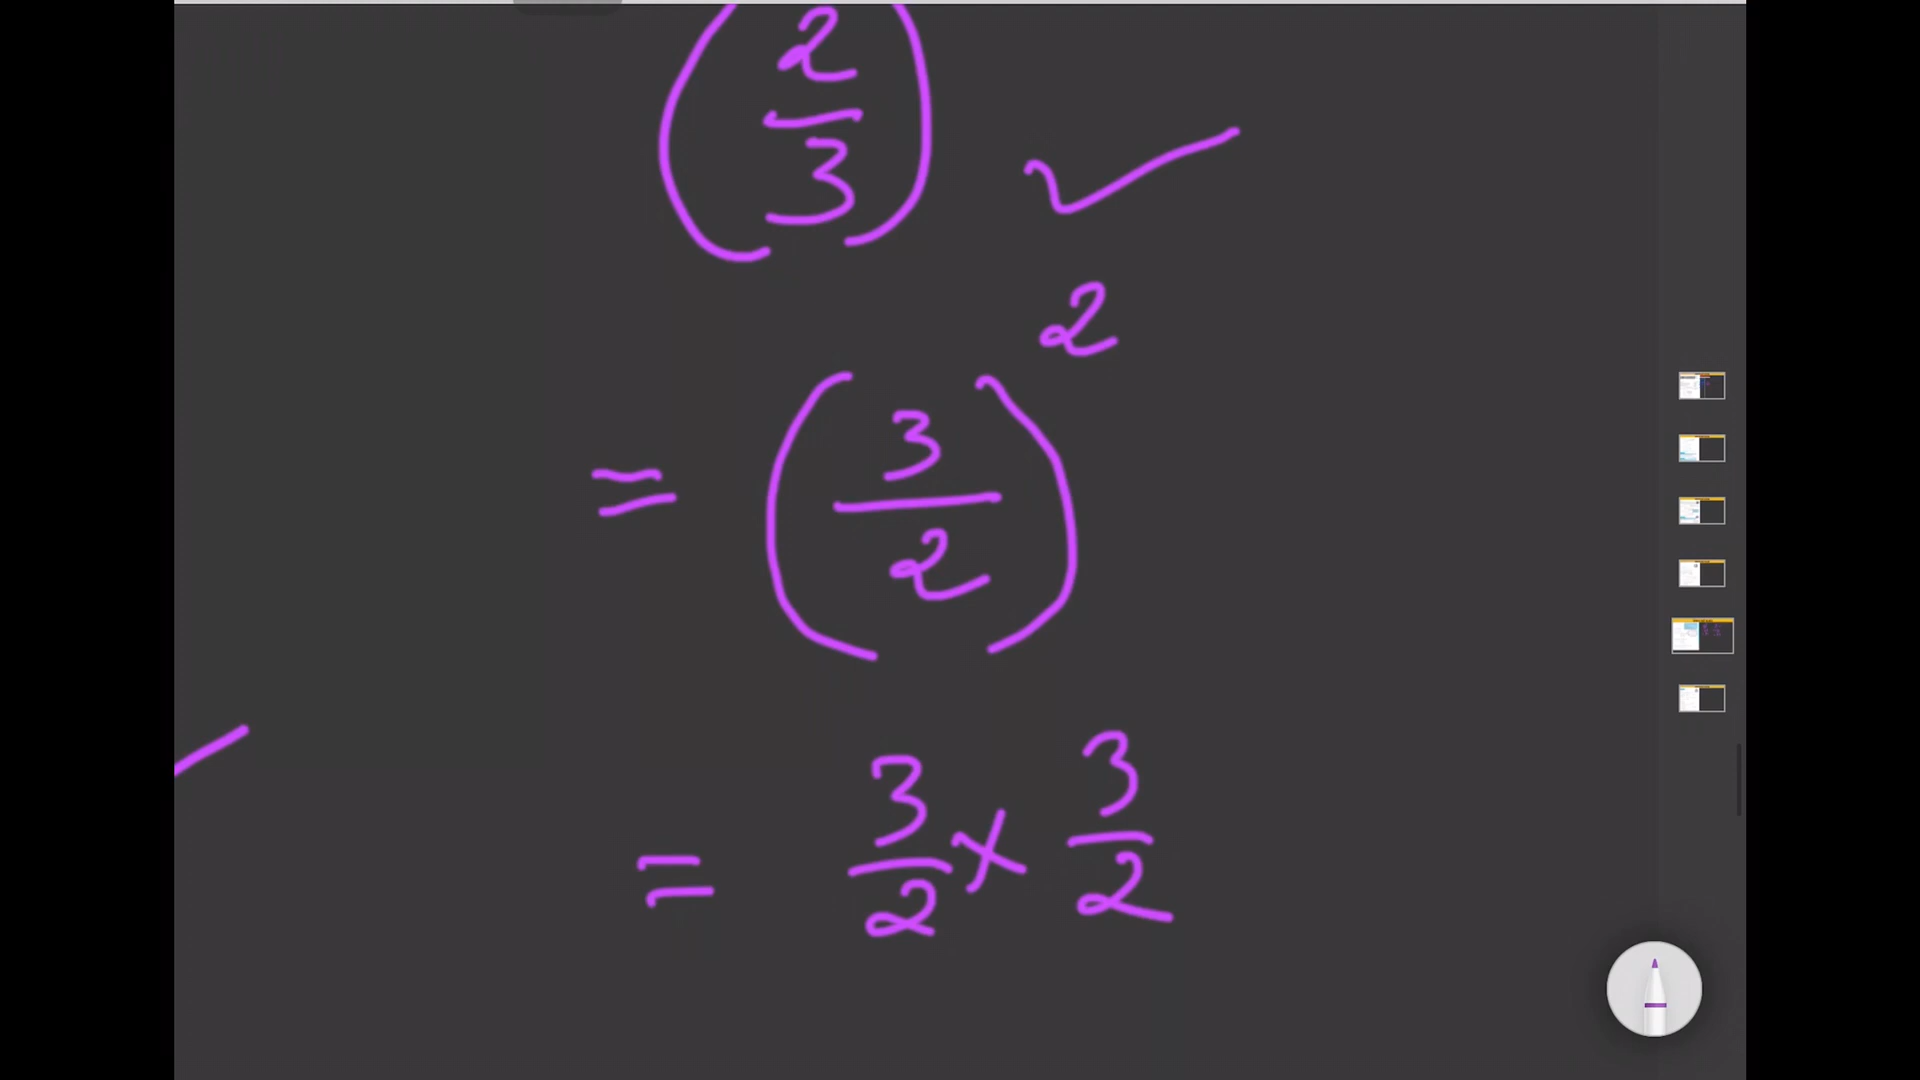 (2/3)
= (3/2)²
= 3/2 × 3/2